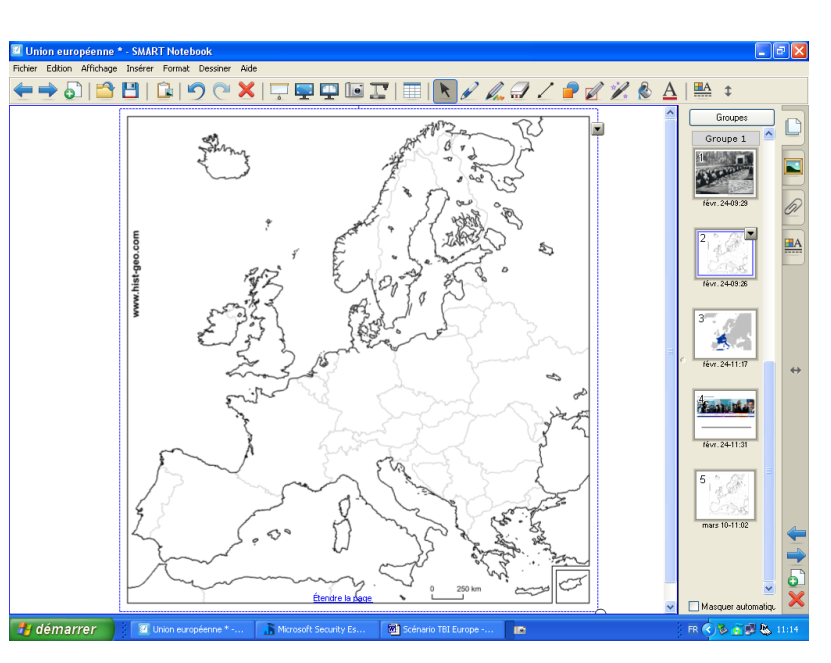 Union européenne * - SMART Notebook
Fichier Edition Affichage Insérer Format Dessiner Aide
www.hist-geo.com
0 250 km
Étendre la page
Groupes
Groupe 1
1
févr. 24-09:29
2
févr. 24-09:26
3
févr. 24-11:17
4
févr. 24-11:31
5
mars 10-11:02
Masquer automatiq.
démarrer
Union européenne * -...
Microsoft Security Es...
Scénario TBI Europe -...
FR
11:14